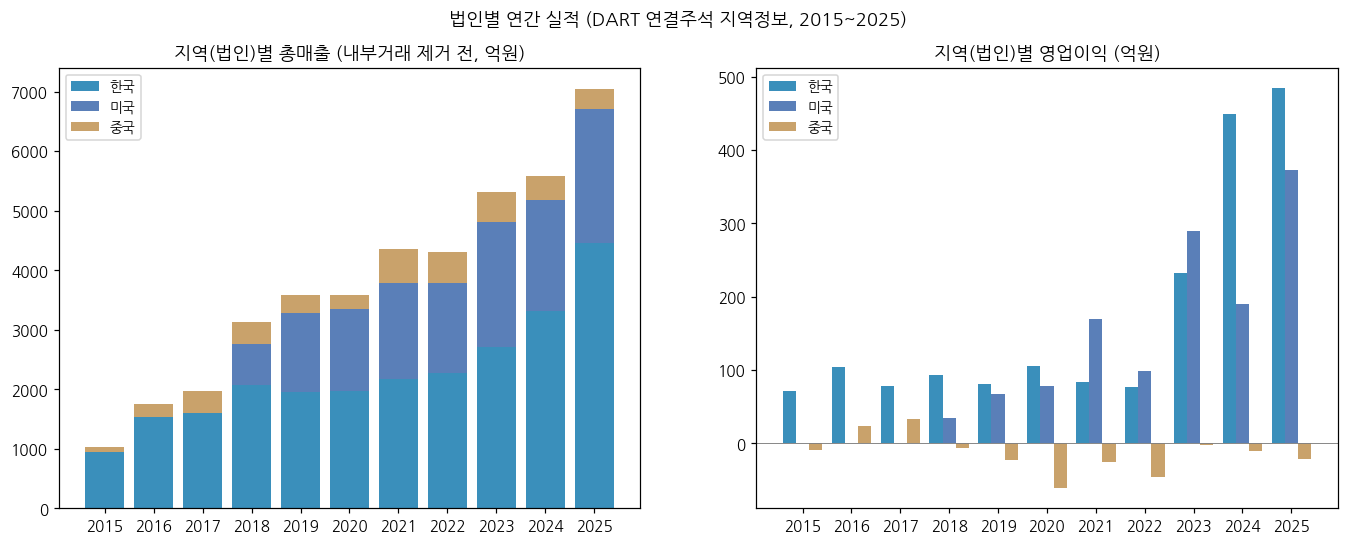 법인별 연간 실적 (DART 연결주석 지역정보, 2015~2025)
지역(법인)별 총매출 (내부거래 제거 전, 억원)
한국
미국
중국
7000
6000
5000
4000
3000
2000
1000
0
2015 2016 2017 2018 2019 2020 2021 2022 2023 2024 2025
지역(법인)별 영업이익 (억원)
한국
미국
중국
500
400
300
200
100
0
2015 2016 2017 2018 2019 2020 2021 2022 2023 2024 2025